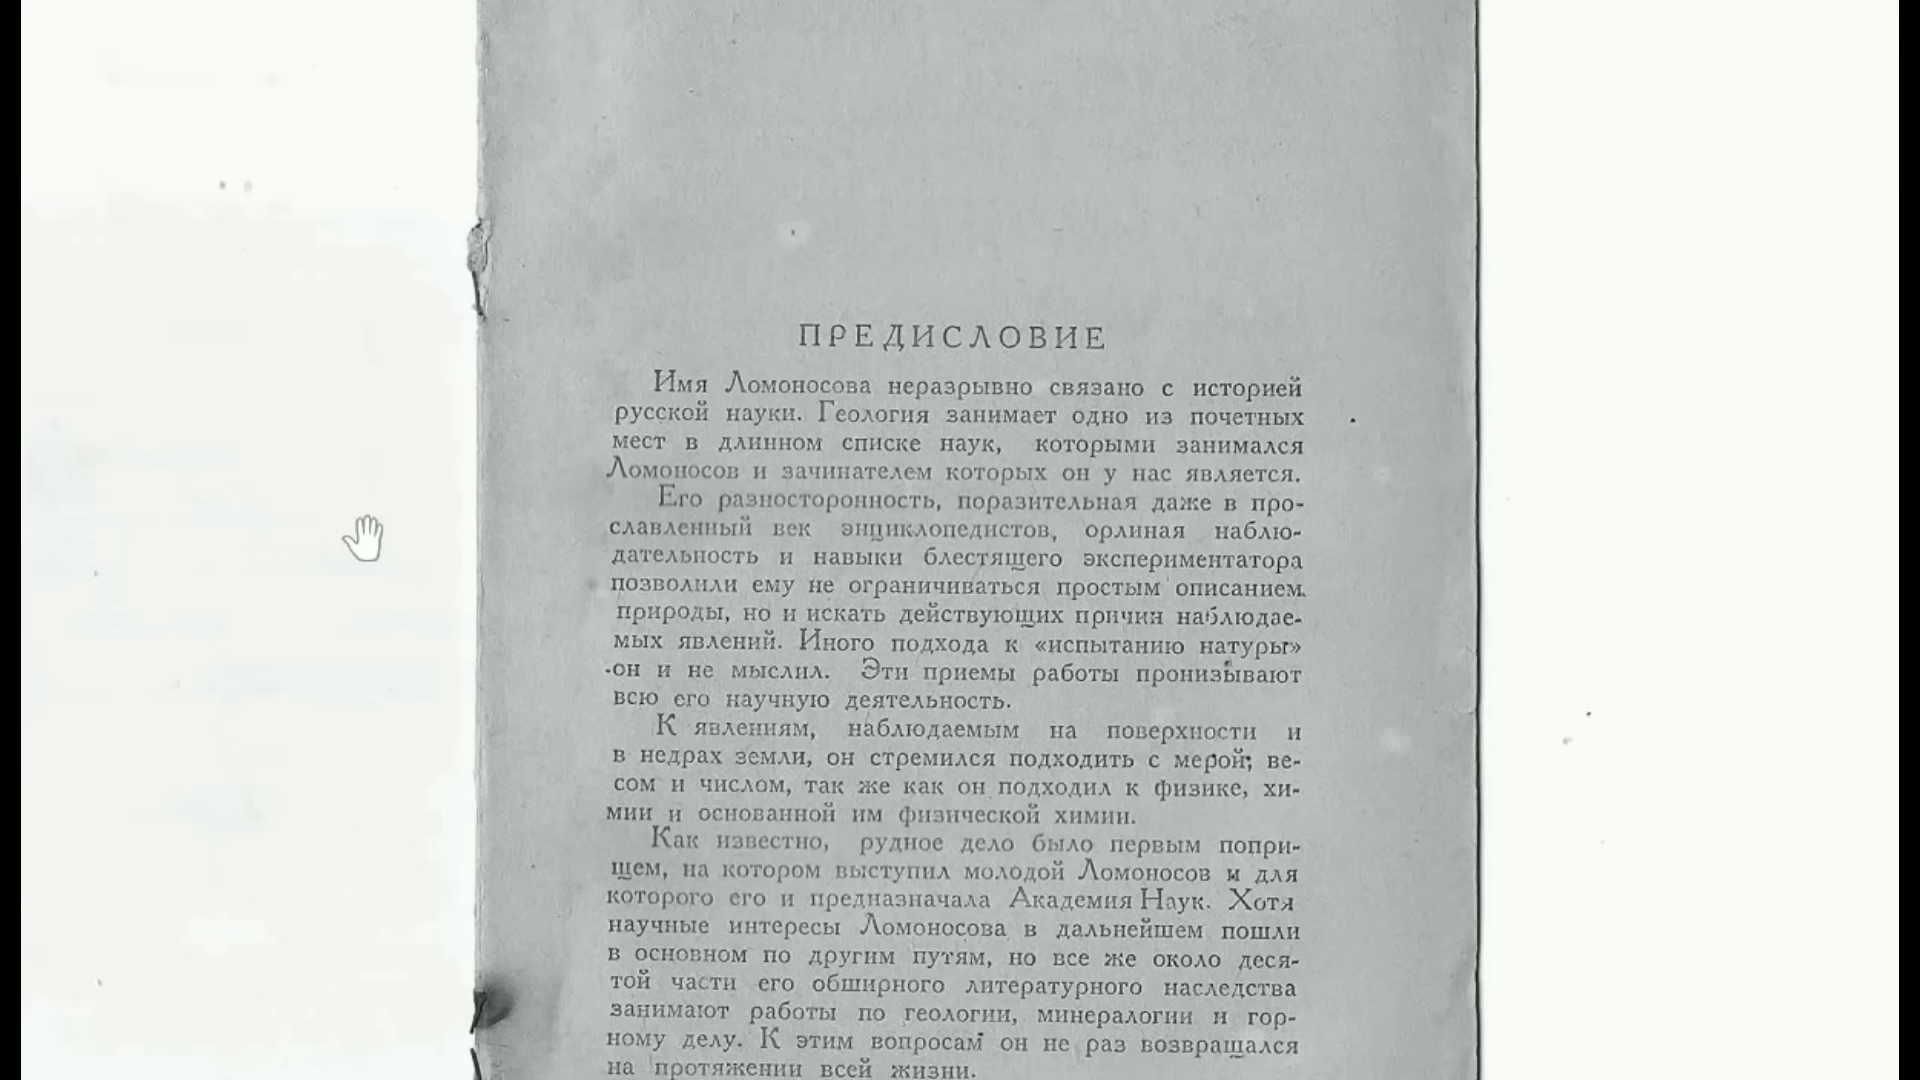 ПРЕДИСЛОВИЕ
Имя Ломоносова неразрывно связано с историей
русской науки. Геология занимает одно из почетных
мест в длинном списке наук, которыми занимался
Ломоносов и зачинателем которых он у нас является.
Его разносторонность, поразительная даже в про-
славленный век энциклопедистов, орлиная наблю-
дательность и навыки блестящего экспериментатора
позволили ему не ограничиваться простым описанием
природы, но и искать действующих причин наблюдае-
мых явлений. Иного подхода к «испытанию натуры»
он и не мыслил. Эти приемы работы пронизывают
всю его научную деятельность.
К явлениям, наблюдаемым на поверхности и
в недрах земли, он стремился подходить с мерой, ве-
сом и числом, так же как он подходил к физике, хи-
мии и основанной им физической химии.
Как известно, рудное дело было первым попри-
щем, на котором выступил молодой Ломоносов и для
которого его и предназначала Академия Наук. Хотя
научные интересы Ломоносова в дальнейшем пошли
в основном по другим путям, но все же около деся-
той части его обширного литературного наследства
занимают работы по геологии, минералогии и гор-
ному делу. К этим вопросам он не раз возвращался
на протяжении всей жизни.